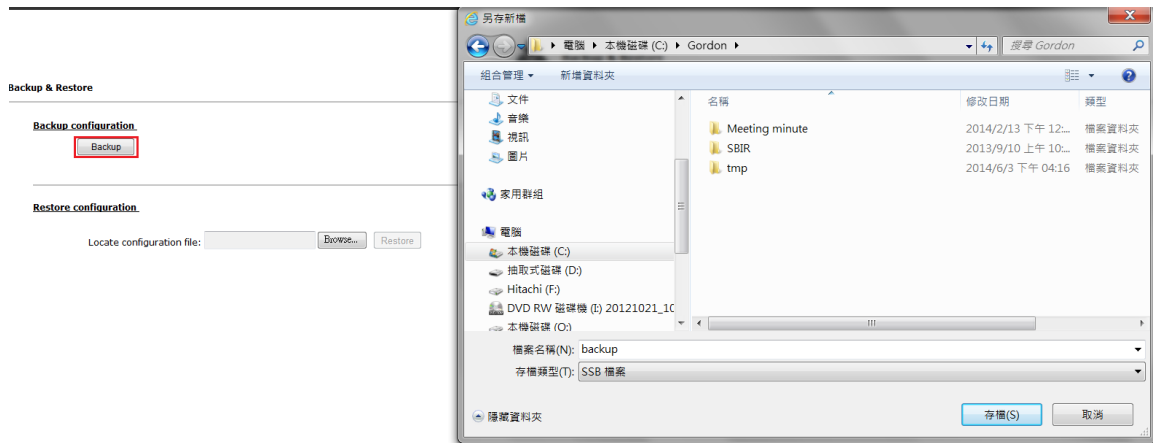 Backup & Restore
Backup configuration
Backup
Restore configuration
Locate configuration file:
Browse...
Restore
另存新檔
電腦 ▸ 本機磁碟 (C:) ▸ Gordon ▸
搜尋 Gordon
組合管理 ▾ 新增資料夾
文件
音樂
視訊
圖片
家用群組
電腦
本機磁碟 (C:)
抽取式磁碟 (D:)
Hitachi (F:)
DVD RW 磁碟機 (I:) 20121021_10
本機磁碟 (O:)
名稱 修改日期 類型
Meeting minute 2014/2/13 下午 12:... 檔案資料夾
SBIR 2013/9/10 上午 10:... 檔案資料夾
tmp 2014/6/3 下午 04:16 檔案資料夾
檔案名稱(N): backup
存檔類型(T): SSB 檔案
隱藏資料夾
存檔(S)
取消